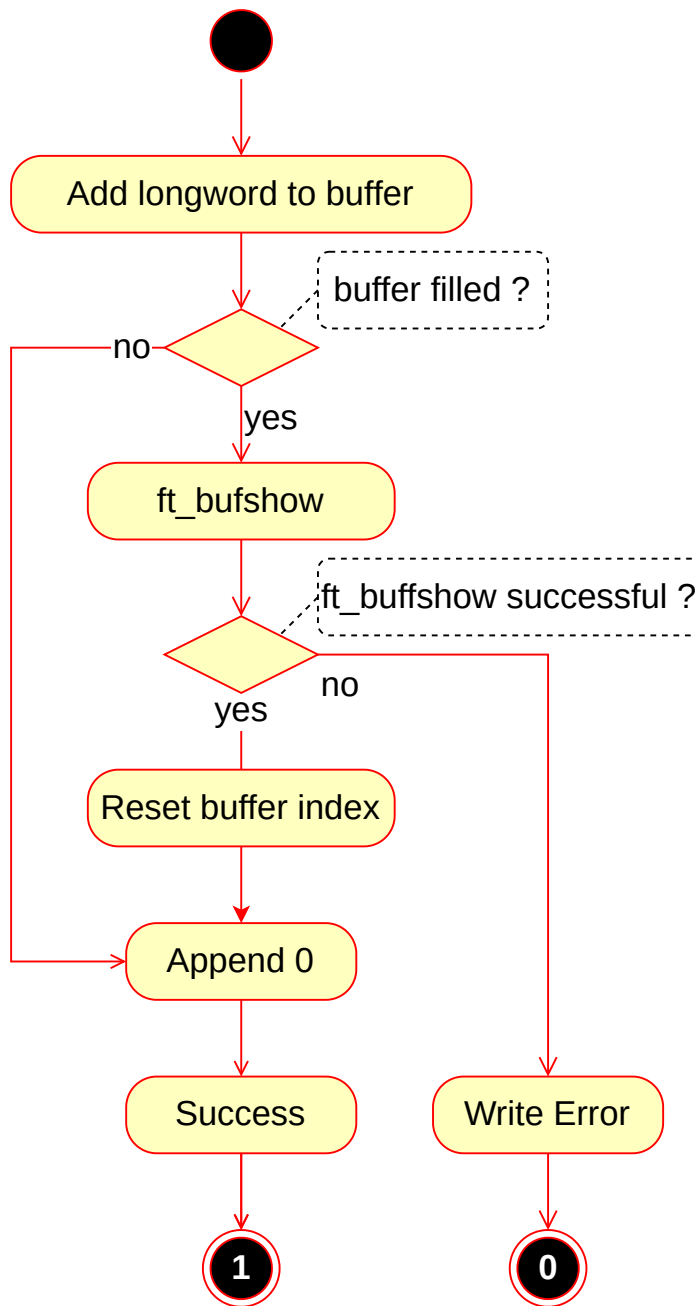 Add longword to buffer
buffer filled ?
no
yes
ft_bufshow
ft_buffshow successful ?
no
yes
Reset buffer index
Append 0
Success
Write Error
1
0